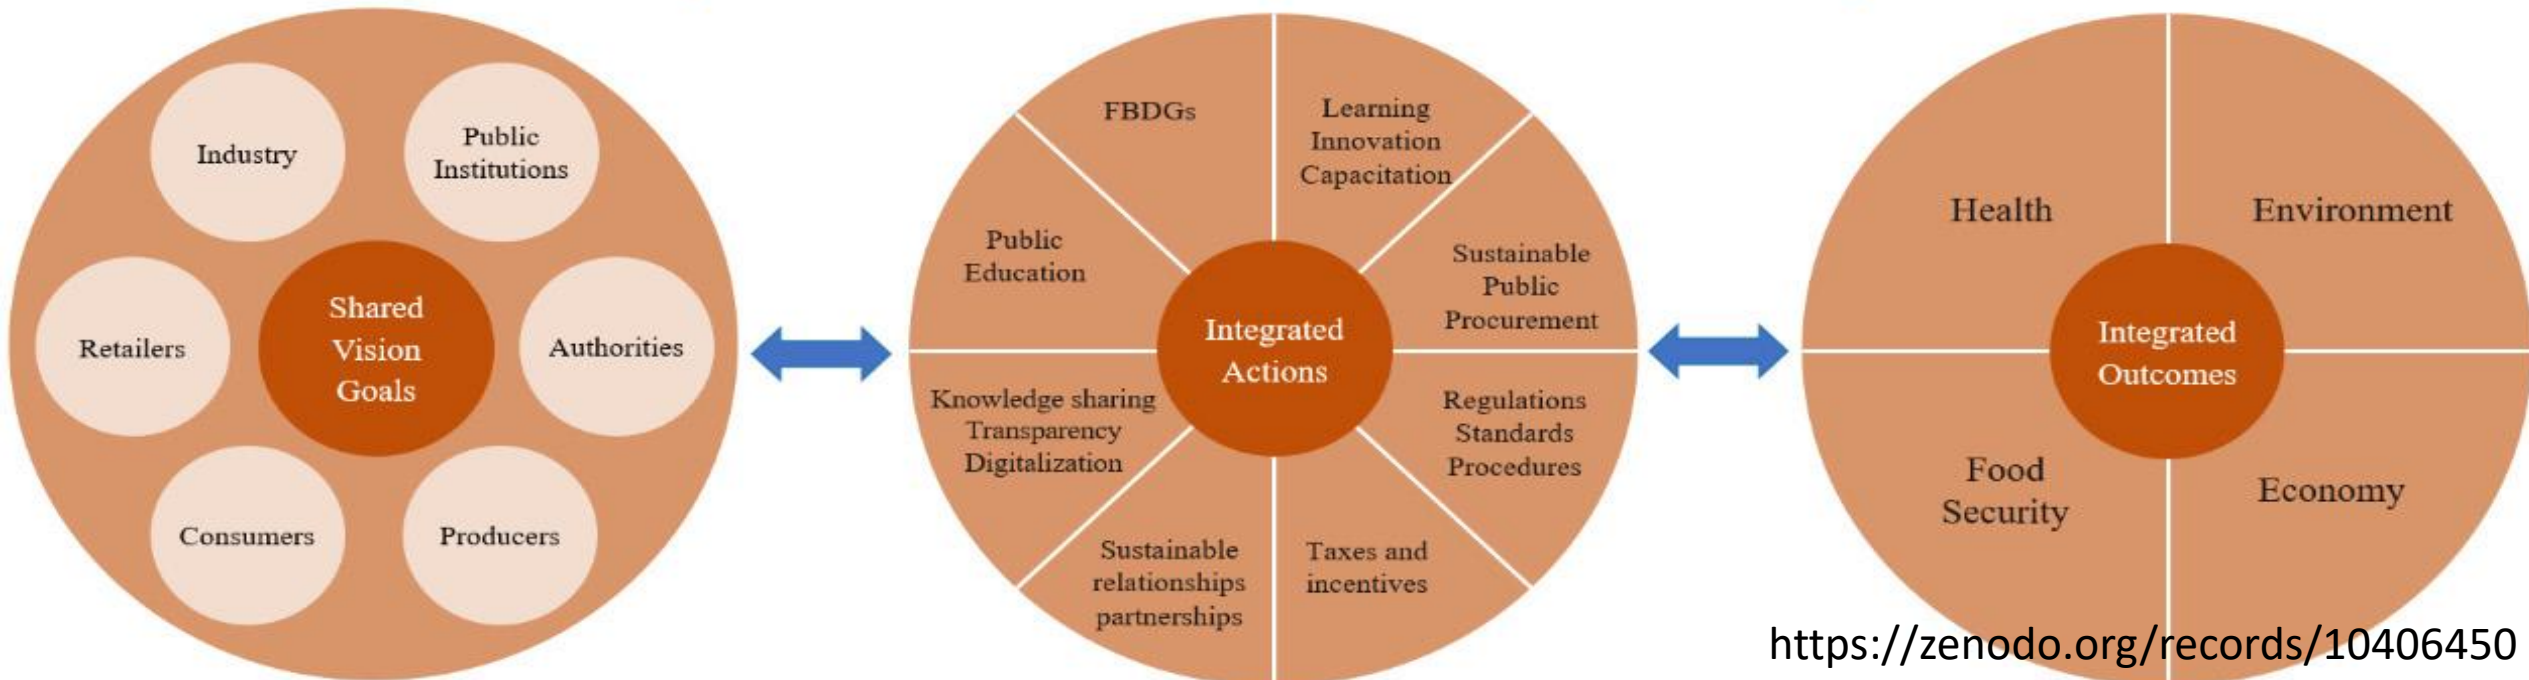 Industry
Public
Institutions
Retailers
Shared
Vision
Goals
Authorities
Consumers
Producers
FBDGs
Learning
Innovation
Capacitation
Public
Education
Sustainable
Public
Procurement
Integrated
Actions
Knowledge sharing
Transparency
Digitalization
Regulations
Standards
Procedures
Sustainable
relationships
partnerships
Taxes and
incentives
Health
Environment
Integrated
Outcomes
Food
Security
Economy
https://zenodo.org/records/10406450